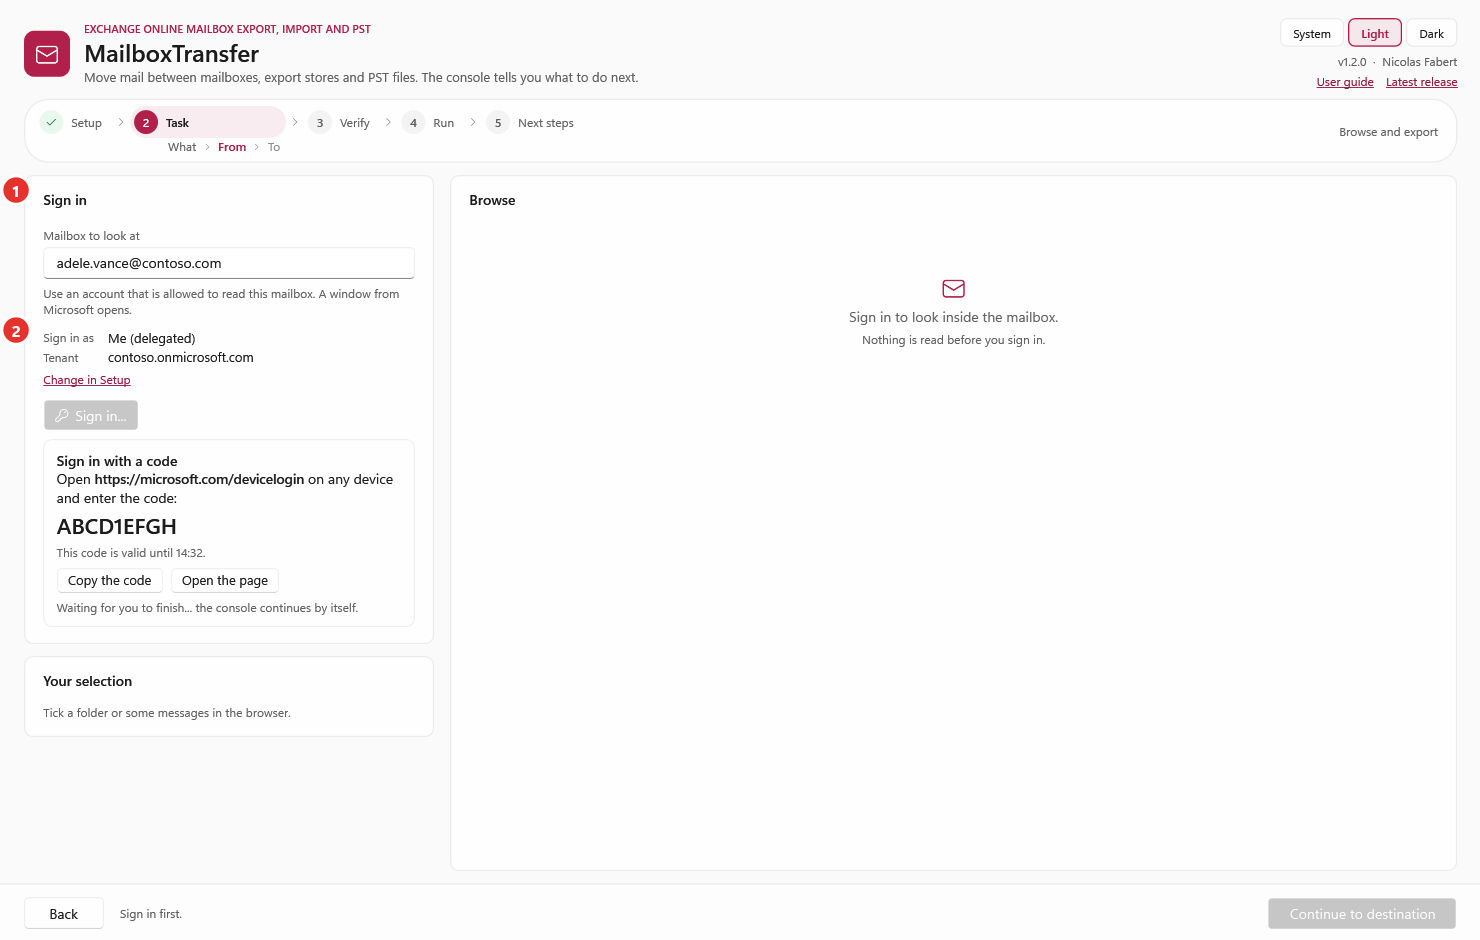 EXCHANGE ONLINE MAILBOX EXPORT, IMPORT AND PST
MailboxTransfer
Move mail between mailboxes, export stores and PST files. The console tells you what to do next.
System
Light
Dark
v1.2.0 · Nicolas Fabert
User guide
Latest release
Setup
2
Task
3
Verify
4
Run
5
Next steps
What
From
To
Browse and export
1
Sign in
Mailbox to look at
adele.vance@contoso.com
Use an account that is allowed to read this mailbox. A window from
Microsoft opens.
2
Sign in as
Me (delegated)
Tenant
contoso.onmicrosoft.com
Change in Setup
Sign in...
Sign in with a code
Open https://microsoft.com/devicelogin on any device
and enter the code:
ABCD1EFGH
This code is valid until 14:32.
Copy the code
Open the page
Waiting for you to finish... the console continues by itself.
Your selection
Tick a folder or some messages in the browser.
Browse
Sign in to look inside the mailbox.
Nothing is read before you sign in.
Back
Sign in first.
Continue to destination